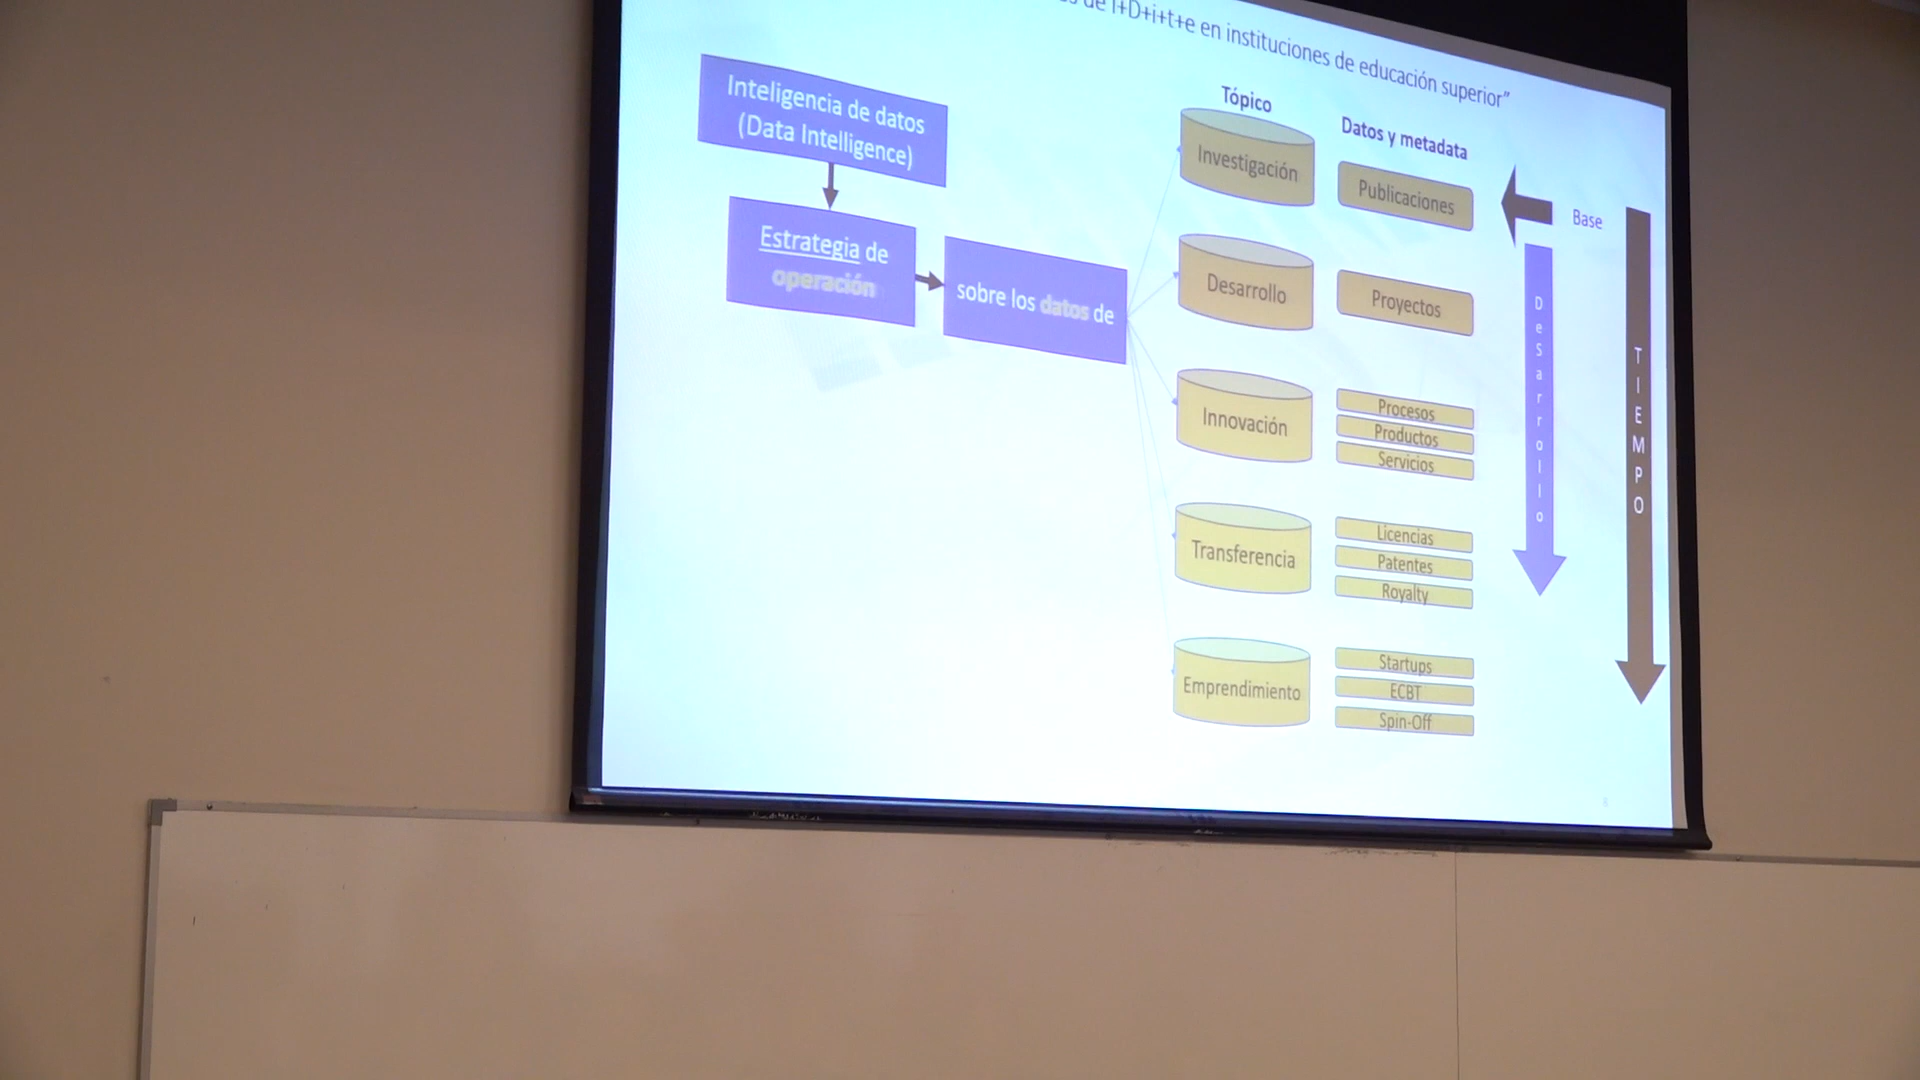 de I+D+i+t+e en instituciones de educación superior”
Inteligencia de datos
(Data Intelligence)
Estrategia de
operación
sobre los datos de
Tópico
Datos y metadata
Investigación
Publicaciones
Base
Desarrollo
Proyectos
Innovación
Procesos
Productos
Servicios
Transferencia
Licencias
Patentes
Royalty
Emprendimiento
Startups
ECBT
Spin-Off
DeSarrollo
TIEMPO